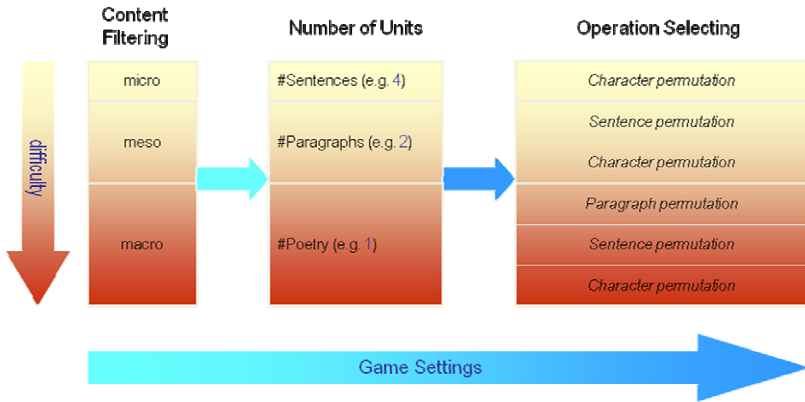 Content
Filtering
Number of Units
Operation Selecting
difficulty
micro
#Sentences (e.g. 4)
Character permutation
meso
#Paragraphs (e.g. 2)
Sentence permutation
Character permutation
macro
#Poetry (e.g. 1)
Paragraph permutation
Sentence permutation
Character permutation
Game Settings